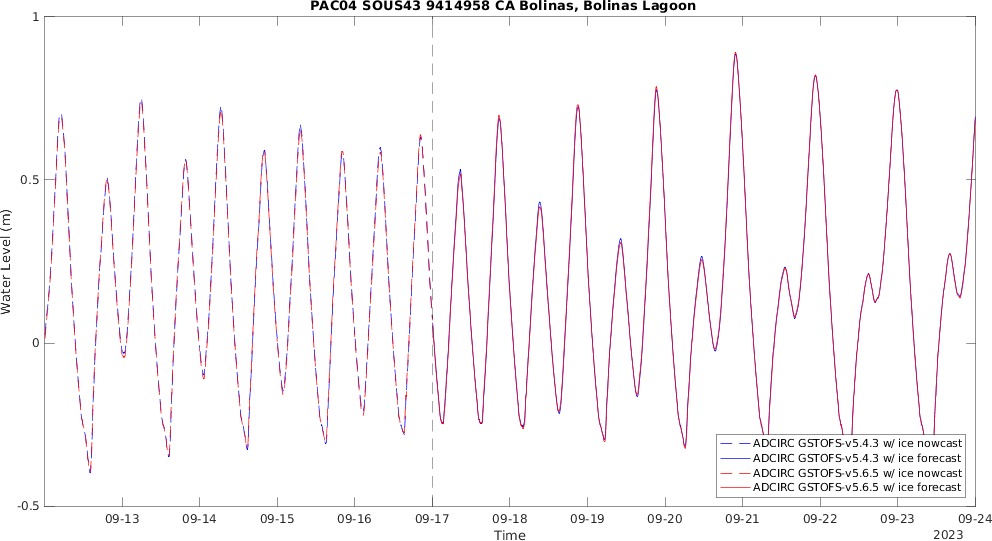 PAC04 SOUS43 9414958 CA Bolinas, Bolinas Lagoon
1
0.5
0
-0.5
Water Level (m)
09-13 09-14 09-15 09-16 09-17 09-18 09-19 09-20 09-21 09-22 09-23 09-24
Time
2023
ADCIRC GSTOFS-v5.4.3 w/ ice nowcast
ADCIRC GSTOFS-v5.4.3 w/ ice forecast
ADCIRC GSTOFS-v5.6.5 w/ ice nowcast
ADCIRC GSTOFS-v5.6.5 w/ ice forecast